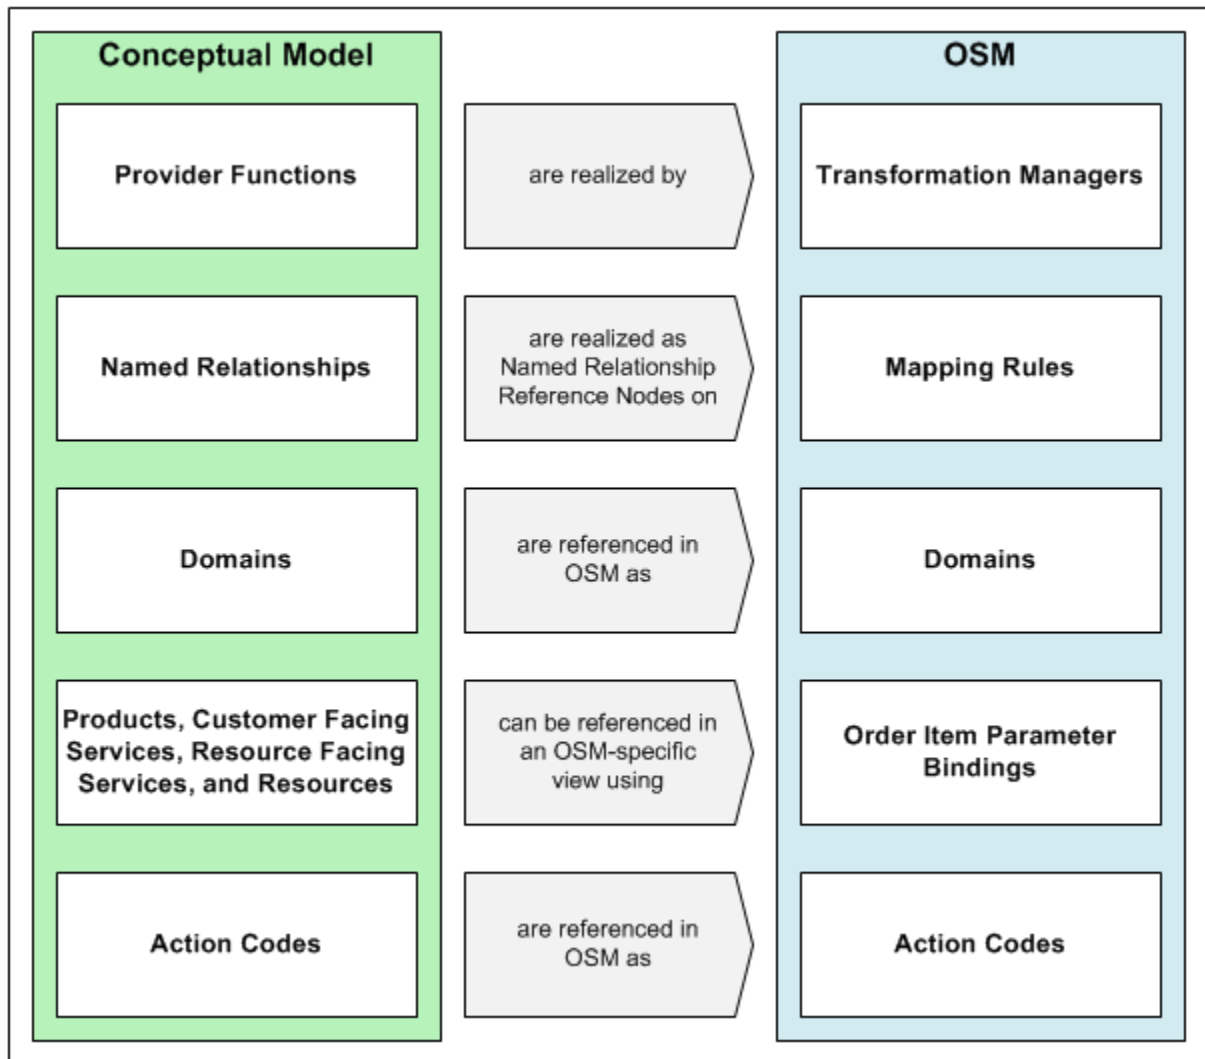 Conceptual Model
OSM
Provider Functions
are realized by
Transformation Managers
Named Relationships
are realized as
Named Relationship
Reference Nodes on
Mapping Rules
Domains
are referenced in
OSM as
Domains
Products, Customer Facing
Services, Resource Facing
Services, and Resources
can be referenced in
an OSM-specific
view using
Order Item Parameter
Bindings
Action Codes
are referenced in
OSM as
Action Codes